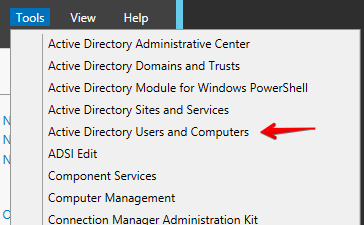 Tools View Help
Active Directory Administrative Center
Active Directory Domains and Trusts
Active Directory Module for Windows PowerShell
Active Directory Sites and Services
Active Directory Users and Computers
ADSI Edit
Component Services
Computer Management
Connection Manager Administration Kit